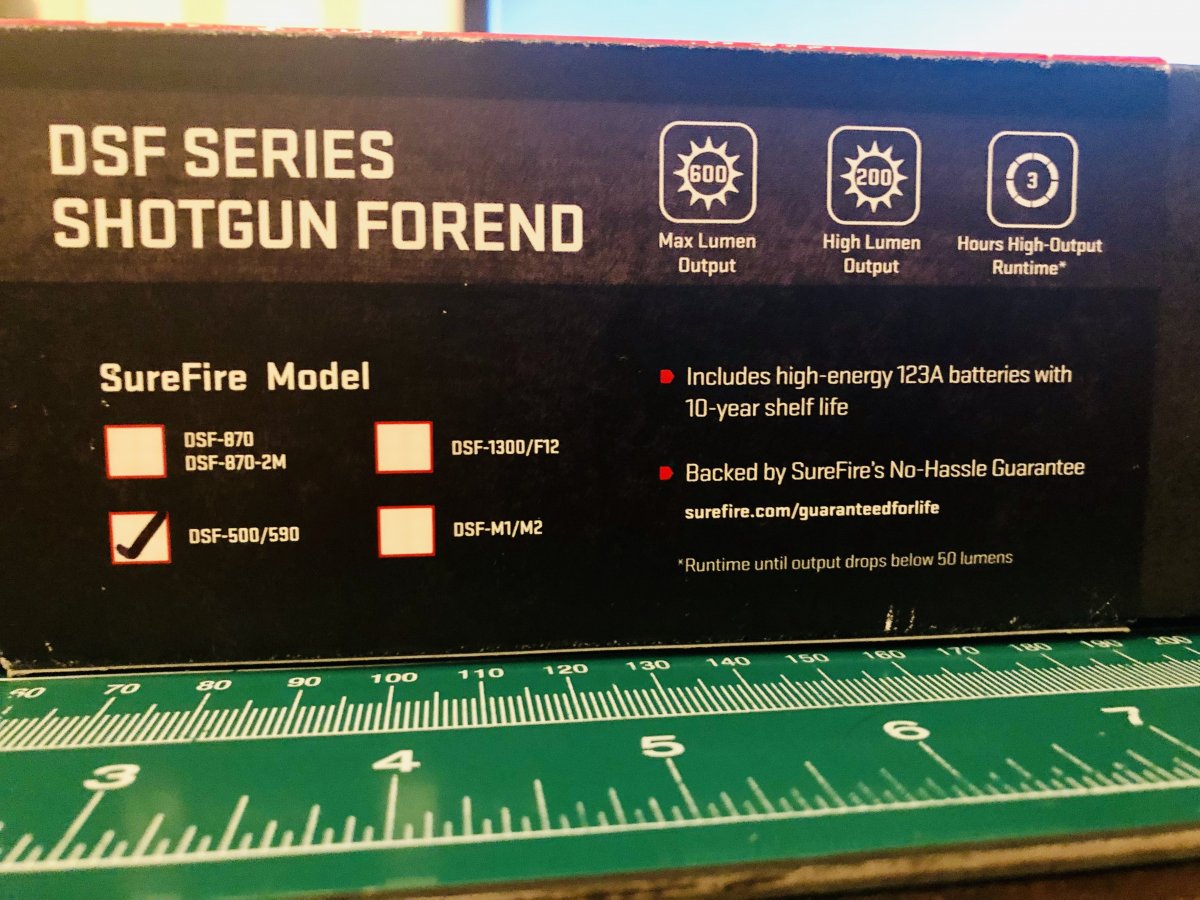 DSF SERIES
SHOTGUN FOREND
600
Max Lumen
Output
200
High Lumen
Output
3
Hours High-Output
Runtime*
SureFire Model
DSF-870
DSF-870-2M
DSF-1300/F12
DSF-500/590
DSF-M1/M2
Includes high-energy 123A batteries with
10-year shelf life
Backed by SureFire's No-Hassle Guarantee
surefire.com/guaranteedforlife
*Runtime until output drops below 50 lumens
60 70 80 90 100 110 120 130 140 150 160 170 180 190 200
3 4 5 6 7